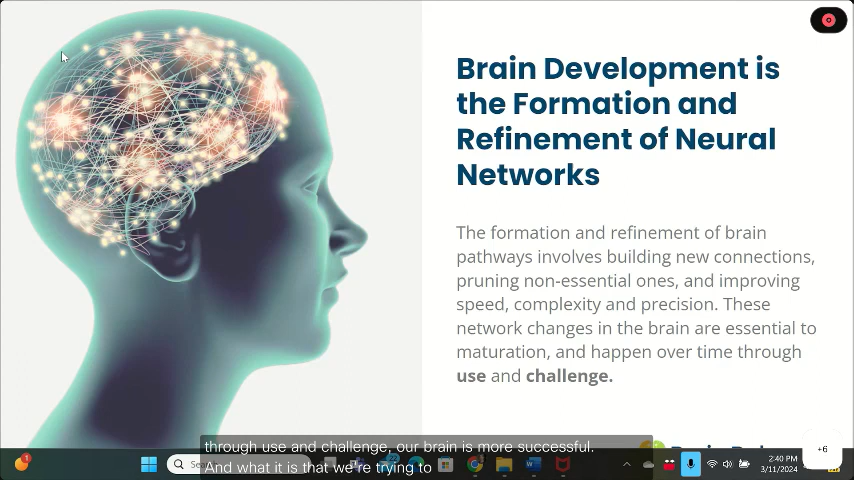 Brain Development is
the Formation and
Refinement of Neural
Networks
The formation and refinement of brain
pathways involves building new connections,
pruning non-essential ones, and improving
speed, complexity and precision. These
network changes in the brain are essential to
maturation, and happen over time through
use and challenge.
through use and challenge, our brain is more successful.
And what it is that we're trying to
+6
2:40 PM
3/11/2024